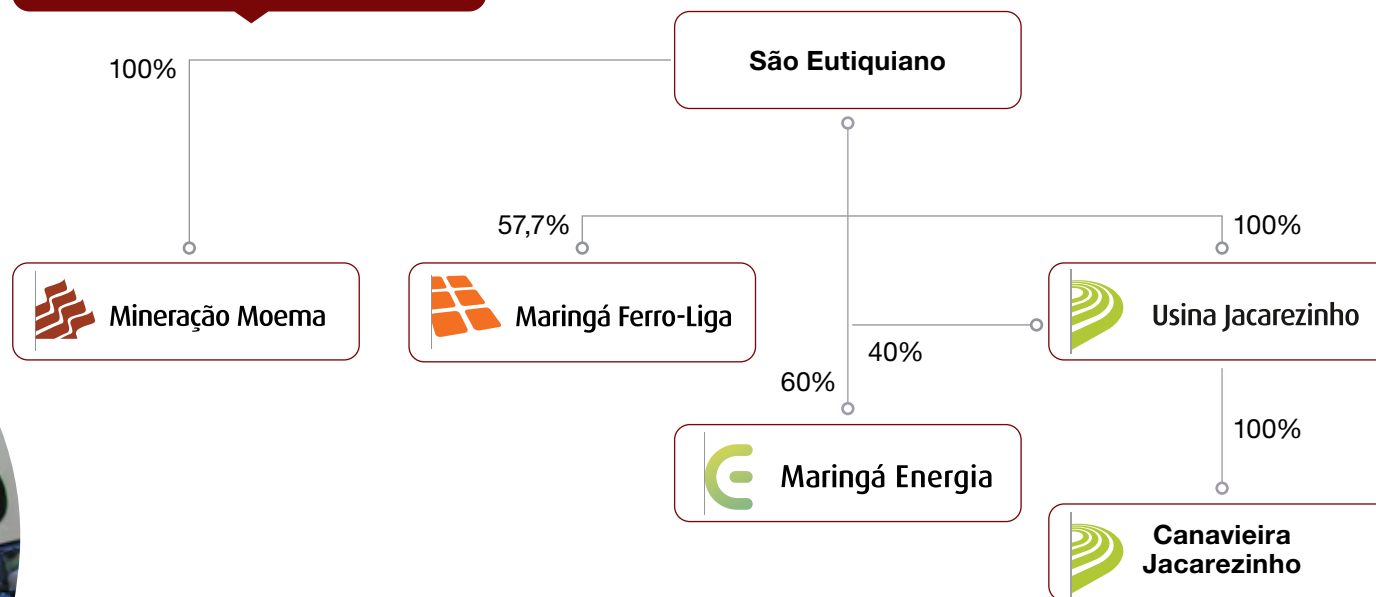 São Eutiquiano
100%
57,7%
100%
Mineração Moema
Maringá Ferro-Liga
Usina Jacarezinho
40%
60%
100%
Maringá Energia
Canavieira
Jacarezinho